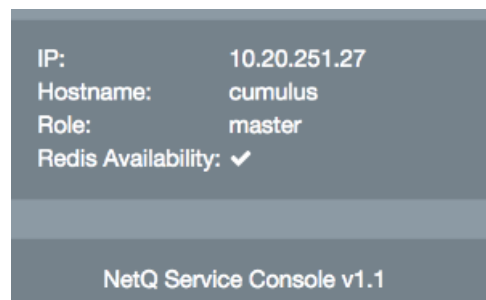 IP: 10.20.251.27
Hostname: cumulus
Role: master
Redis Availability: ✔
NetQ Service Console v1.1